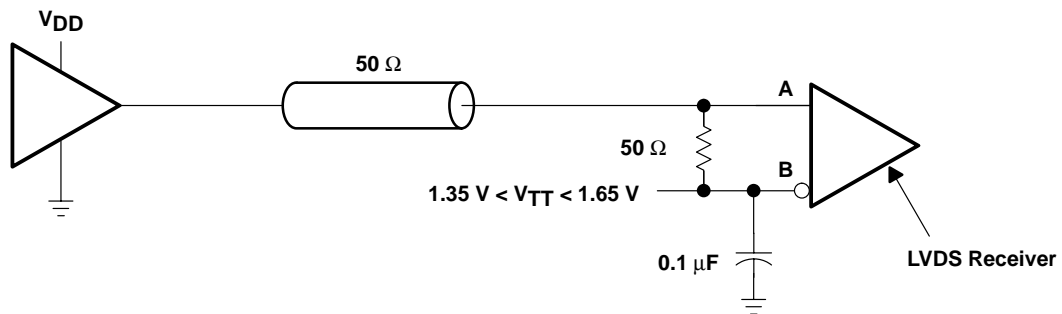 VDD
50 Ω
A
50 Ω
B
1.35 V < VTT < 1.65 V
0.1 μF
LVDS Receiver